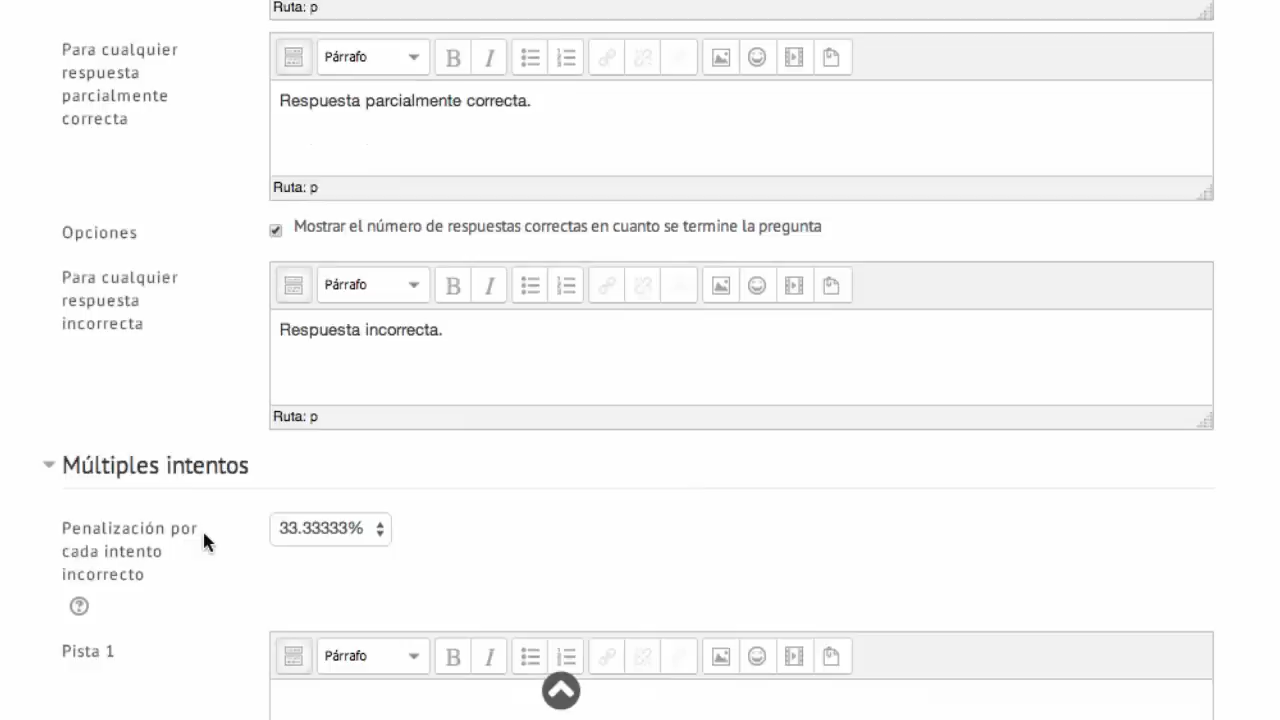 Ruta: p
Para cualquier
respuesta
parcialmente
correcta
Párrafo
B I
Respuesta parcialmente correcta.
Ruta: p
Opciones
Mostrar el número de respuestas correctas en cuanto se termine la pregunta
Para cualquier
respuesta
incorrecta
Párrafo
B I
Respuesta incorrecta.
Ruta: p
Múltiples intentos
Penalización por
cada intento
incorrecto
33.33333%
?
Pista 1
Párrafo
B I